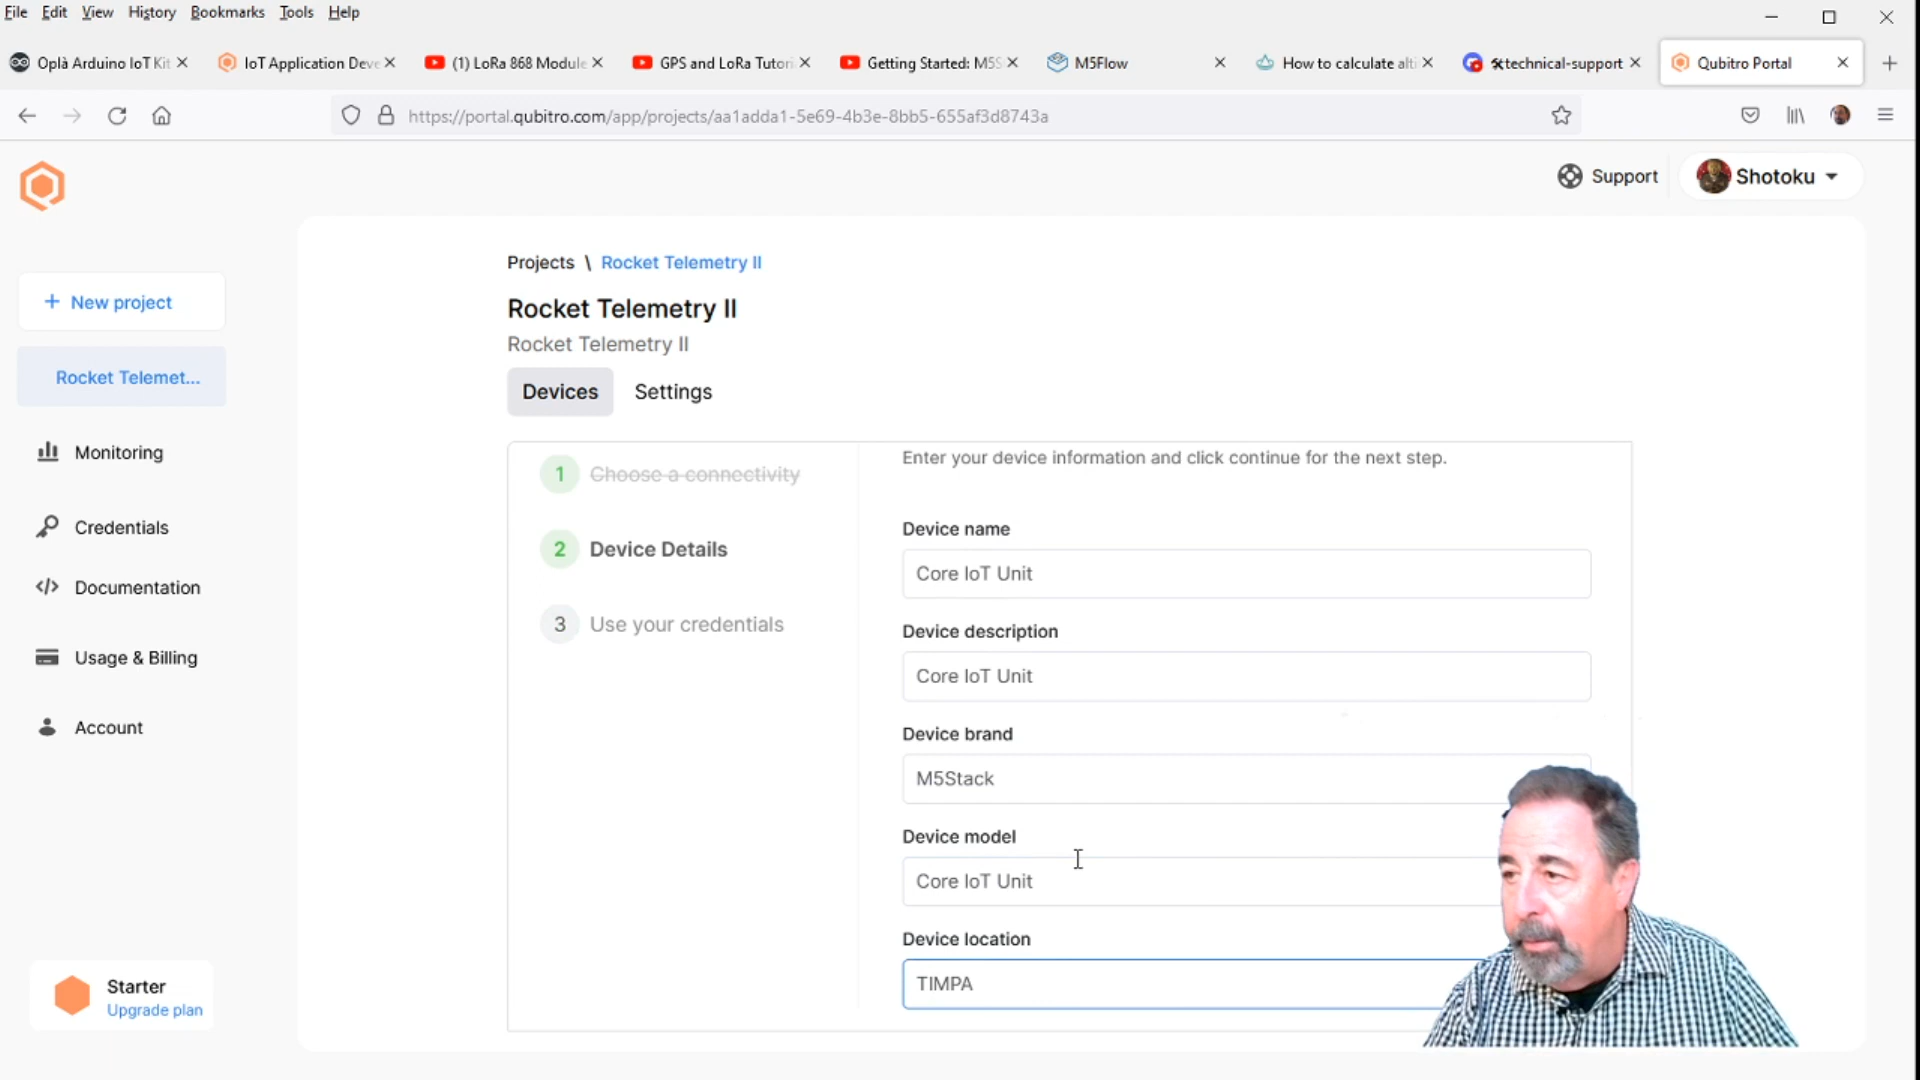 File Edit View History Bookmarks Tools Help
Oplà Arduino IoT Kit IoT Application Deve (1) LoRa 868 Module GPS and LoRa Tutori Getting Started: M5S M5Flow How to calculate alti technical-support Qubitro Portal
https://portal.qubitro.com/app/projects/aa1adda1-5e69-4b3e-8bb5-655af3d8743a
Support Shotoku
Projects \ Rocket Telemetry II
+ New project
Rocket Telemetry II
Rocket Telemetry II
Rocket Telemet...
Devices Settings
Monitoring
Credentials
Documentation
Usage & Billing
Account
Starter
Upgrade plan
1 Choose a connectivity
2 Device Details
3 Use your credentials
Enter your device information and click continue for the next step.
Device name
Core IoT Unit
Device description
Core IoT Unit
Device brand
M5Stack
Device model
Core IoT Unit
Device location
TIMPA